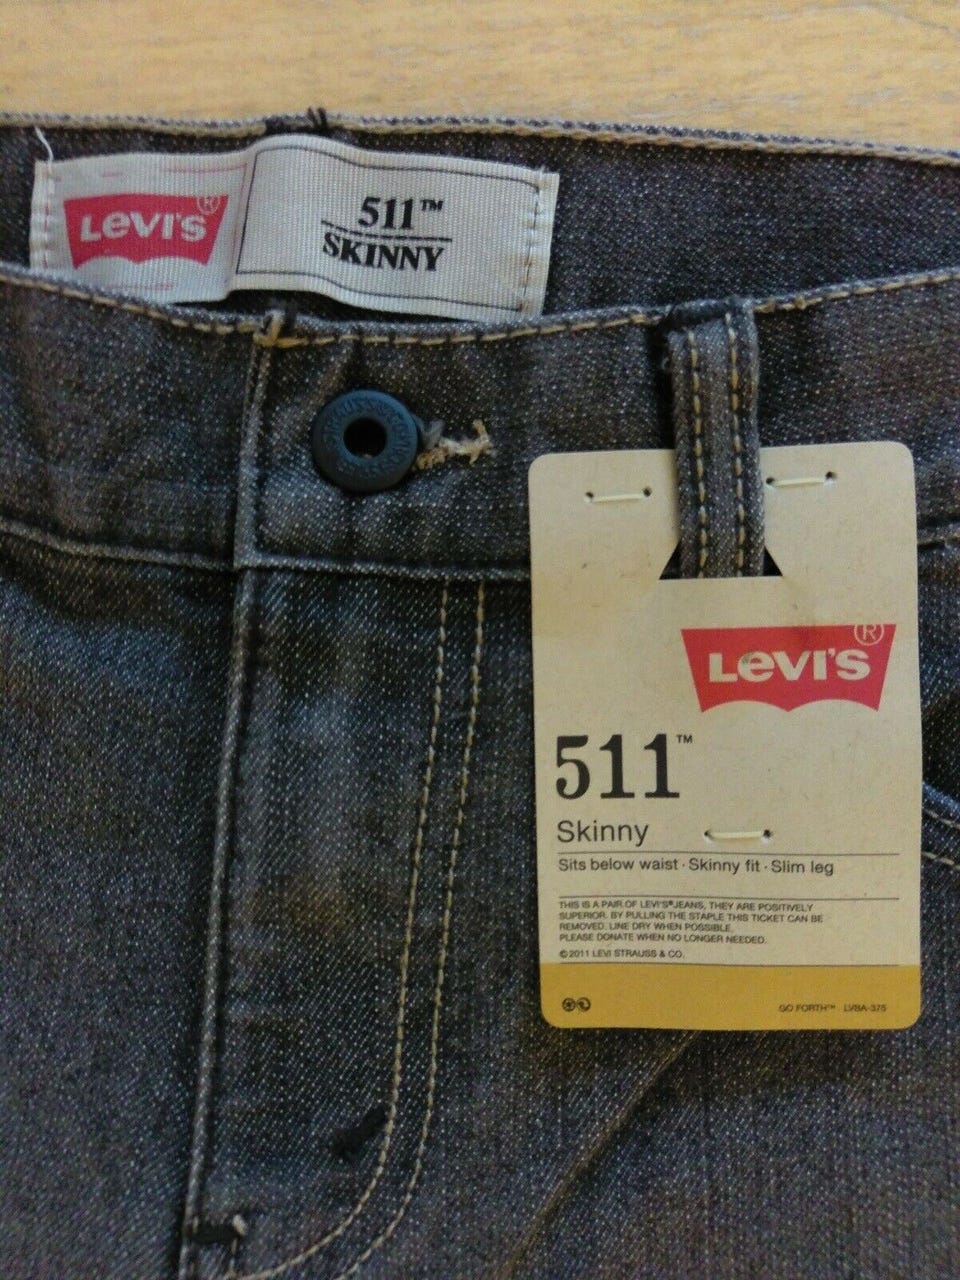 LEVI'S®
511™
SKINNY
LEVI'S®
511™
Skinny
Sits below waist · Skinny fit · Slim leg
THIS IS A PAIR OF LEVI'S® JEANS, THEY ARE POSITIVELY
SUPERIOR. BY PULLING THE STAPLE THIS TICKET CAN BE
REMOVED. LINE DRY WHEN POSSIBLE.
PLEASE DONATE WHEN NO LONGER NEEDED.
© 2011 LEVI STRAUSS & CO.
GO FORTH™ LVBA-375